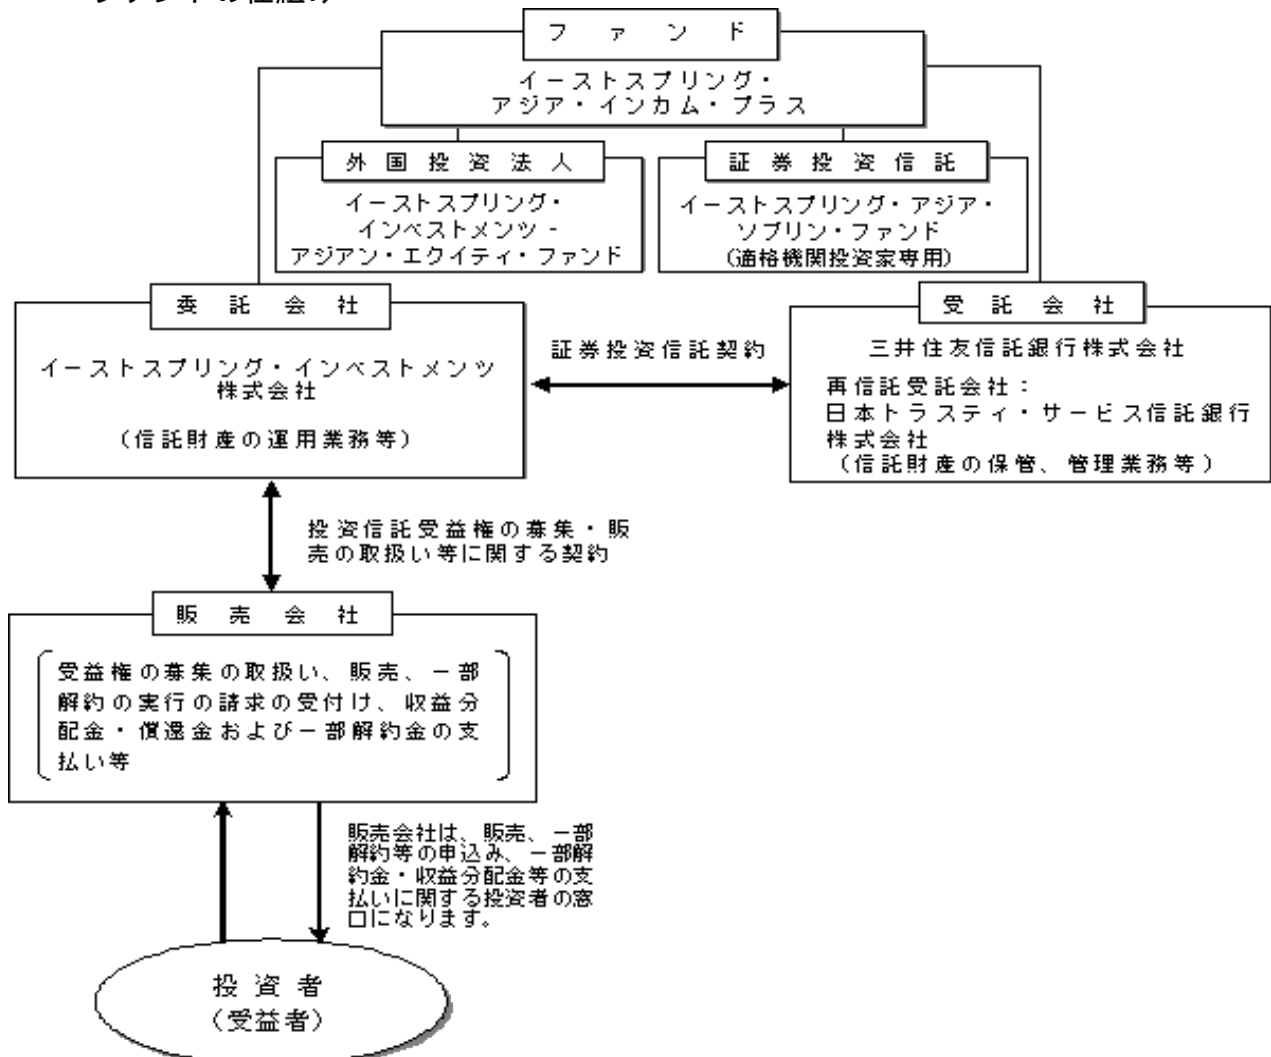 ファンドの仕組み
ファンド
イーストスプリング・
アジア・インカム・プラス
外国投資法人
イーストスプリング・
インベストメンツ -
アジアン・エクイティ・ファンド
証券投資信託
イーストスプリング・アジア・
ソブリン・ファンド
(適格機関投資家専用)
委託会社
イーストスプリング・インベストメンツ
株式会社
(信託財産の運用業務等)
証券投資信託契約
受託会社
三井住友信託銀行株式会社
再信託受託会社:
日本トラスティ・サービス信託銀行
株式会社
(信託財産の保管、管理業務等)
投資信託受益権の募集・販
売の取扱い等に関する契約
販売会社
受益権の募集の取扱い、販売、一部
解約の実行の請求の受付け、収益分
配金・償還金および一部解約金の支
払い等
販売会社は、販売、一部
解約等の申込み、一部解
約金・収益分配金等の支
払いに関する投資者の窓
口になります。
投資者
(受益者)